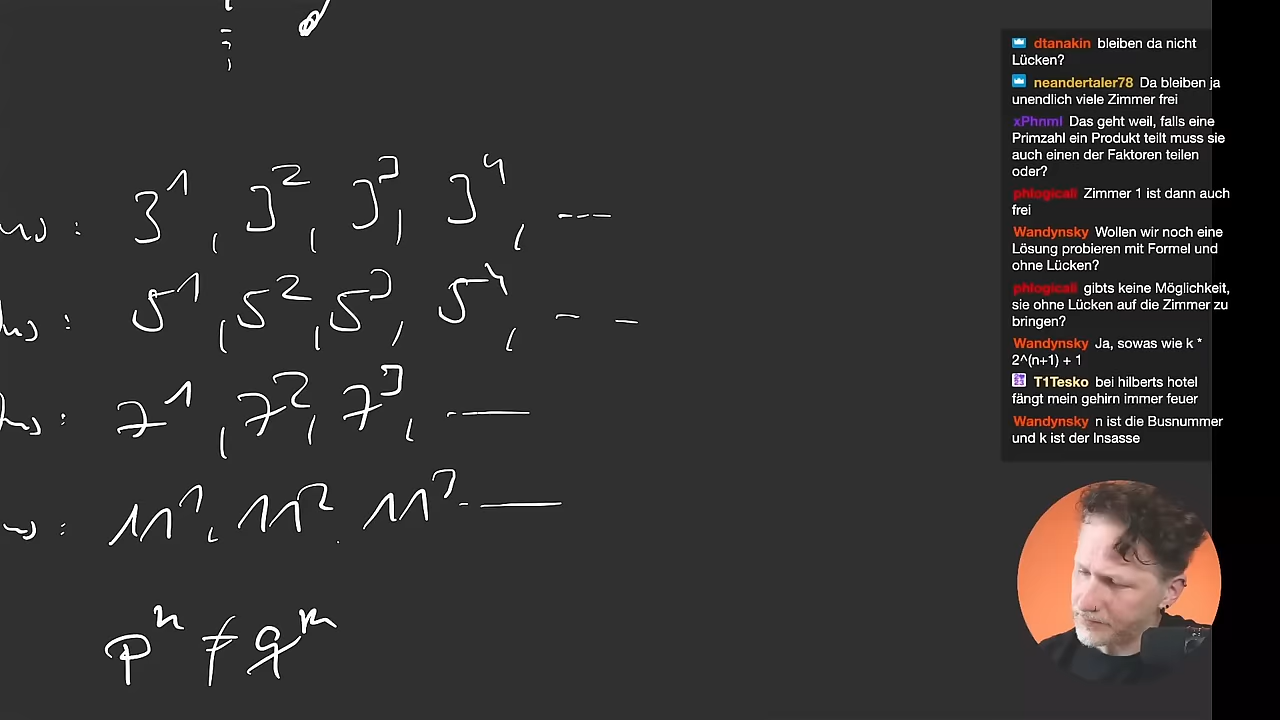 3^1, 3^2, 3^3, 3^4, ---
5^1, 5^2, 5^3, 5^4, - -
7^1, 7^2, 7^3, —
11^1, 11^2 11^3 —
p^n ≠ q^m
dtanakin bleiben da nicht
Lücken?
neandertaler78 Da bleiben ja
unendlich viele Zimmer frei
xPhnml Das geht weil, falls eine
Primzahl ein Produkt teilt muss sie
auch einen der Faktoren teilen
oder?
phlogicall Zimmer 1 ist dann auch
frei
Wandynsky Wollen wir noch eine
Lösung probieren mit Formel und
ohne Lücken?
phlogicall gibts keine Möglichkeit,
sie ohne Lücken auf die Zimmer zu
bringen?
Wandynsky Ja, sowas wie k *
2^(n+1) + 1
T1Tesko bei hilberts hotel
fängt mein gehirn immer feuer
Wandynsky n ist die Busnummer
und k ist der Insasse